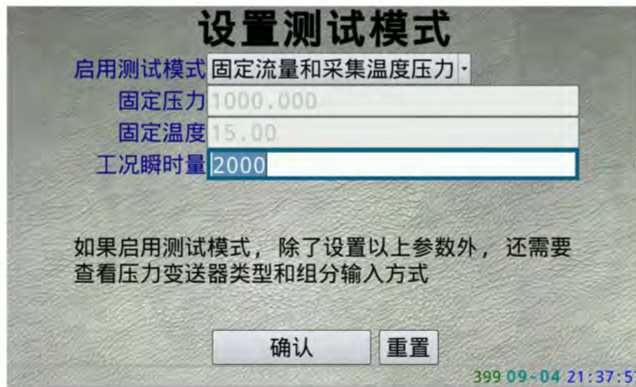 设置测试模式
启用测试模式 固定流量和采集温度压力
固定压力 1000.000
固定温度 15.00
工况瞬时量 2000
如果启用测试模式，除了设置以上参数外，还需要
查看压力变送器类型和组分输入方式
确认 重置
399 09-04 21:37:5